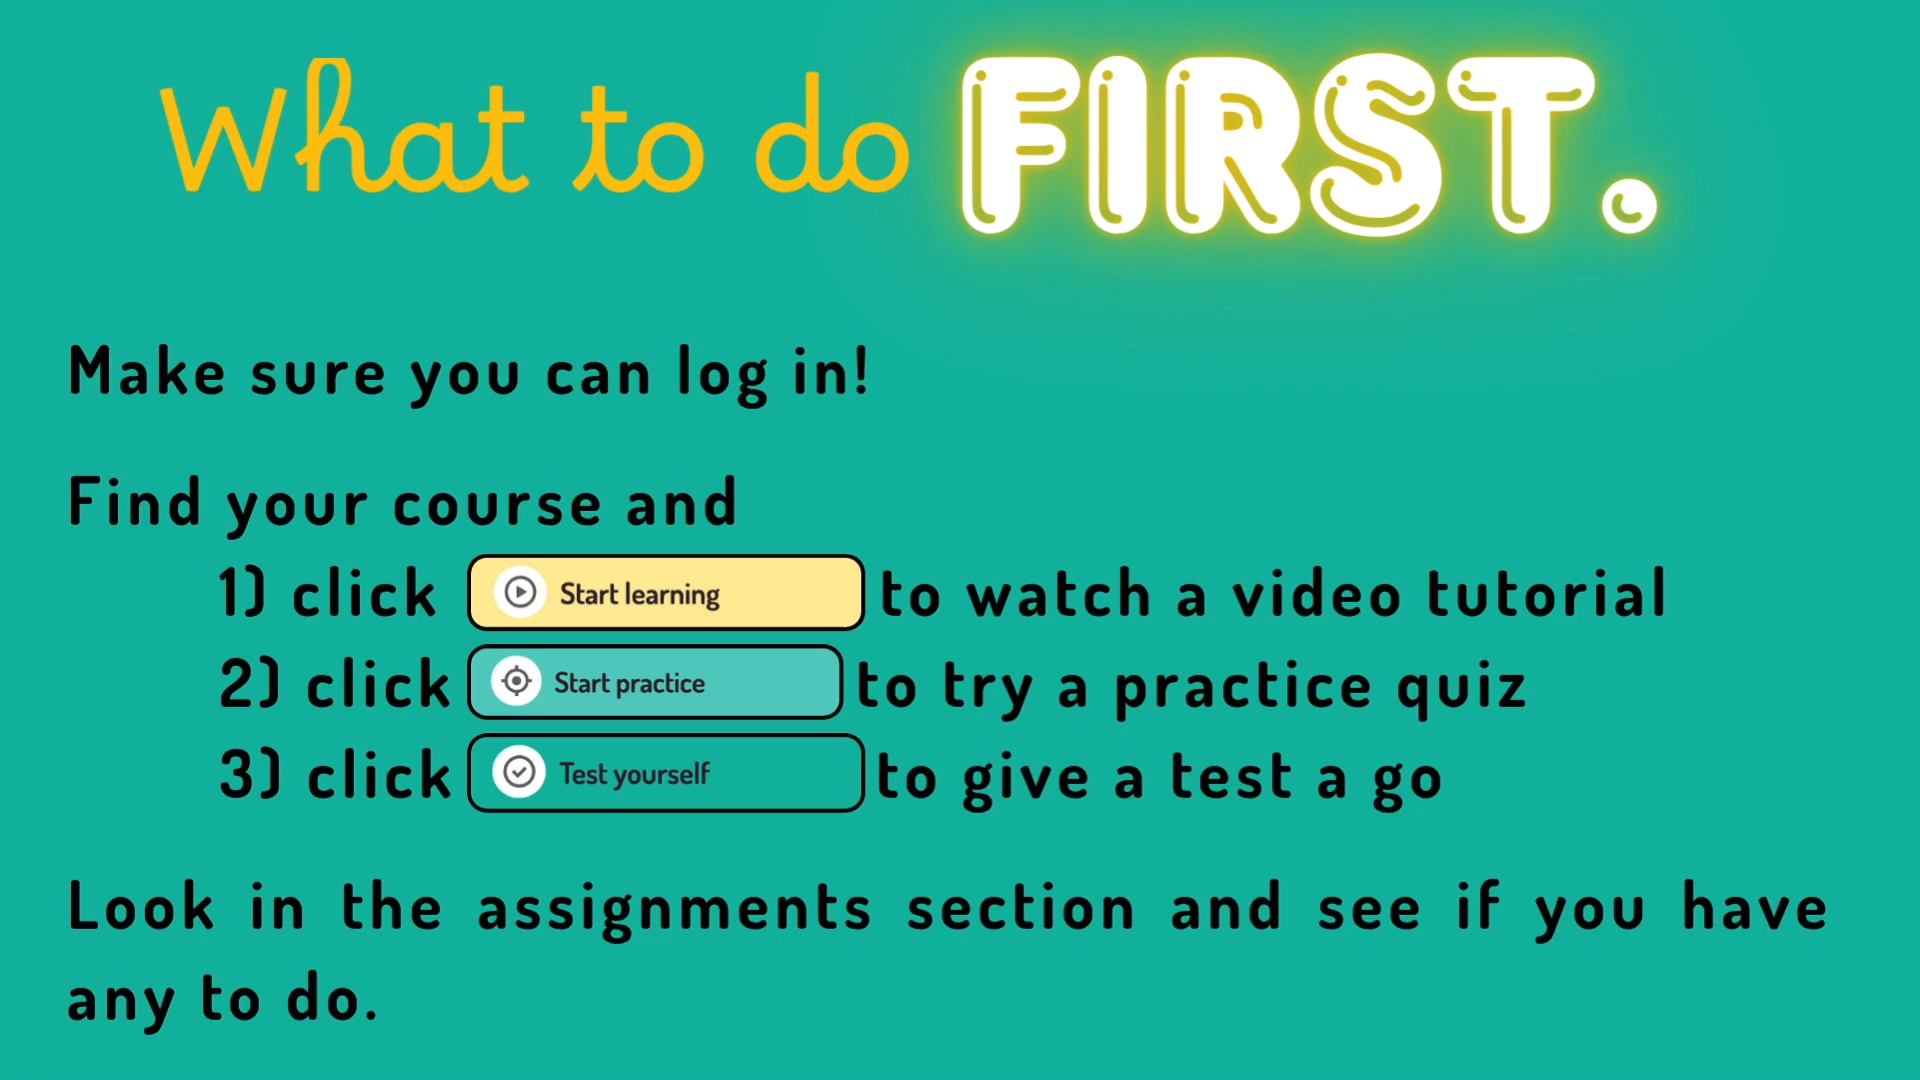 What to do FIRST.
Make sure you can log in!
Find your course and
1) click Start learning to watch a video tutorial
2) click Start practice to try a practice quiz
3) click Test yourself to give a test a go
Look in the assignments section and see if you have
any to do.